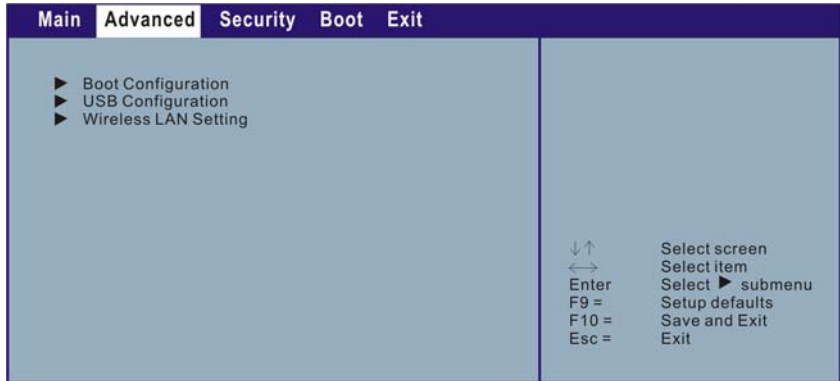 Main Advanced Security Boot Exit
▶ Boot Configuration
▶ USB Configuration
▶ Wireless LAN Setting
↓↑ Select screen
←→ Select item
Enter Select ▶ submenu
F9 = Setup defaults
F10 = Save and Exit
Esc = Exit